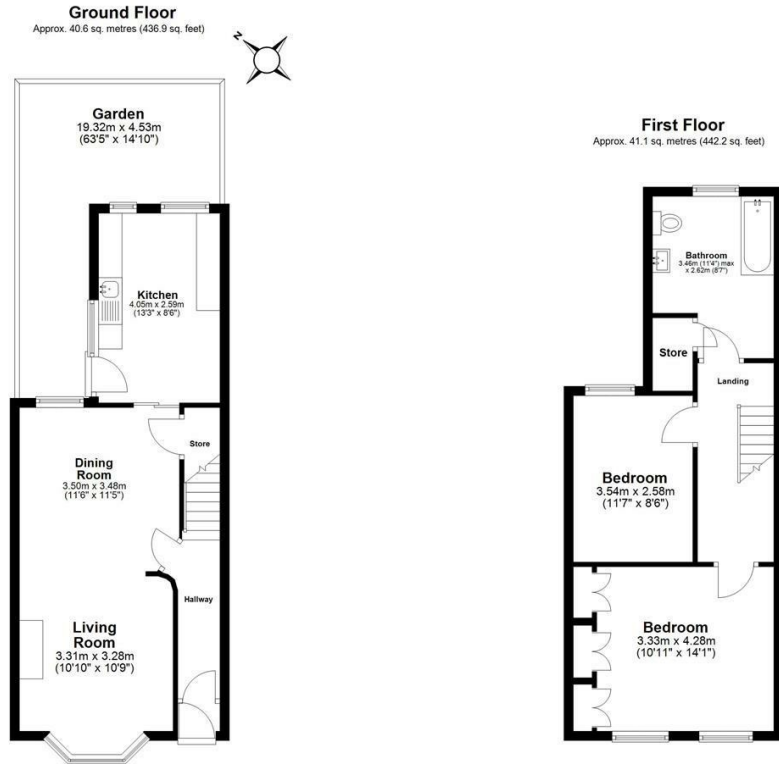 Ground Floor
Approx. 40.6 sq. metres (436.9 sq. feet)
N
Garden
19.32m x 4.53m
(63'5" x 14'10")
Kitchen
4.05m x 2.59m
(13'3" x 8'6")
Store
Dining
Room
3.50m x 3.48m
(11'6" x 11'5")
Hallway
Living
Room
3.31m x 3.28m
(10'10" x 10'9")
First Floor
Approx. 41.1 sq. metres (442.2 sq. feet)
Bathroom
3.46m (11'4") max
x 2.62m (8'7")
Store
Landing
Bedroom
3.54m x 2.58m
(11'7" x 8'6")
Bedroom
3.33m x 4.28m
(10'11" x 14'1")